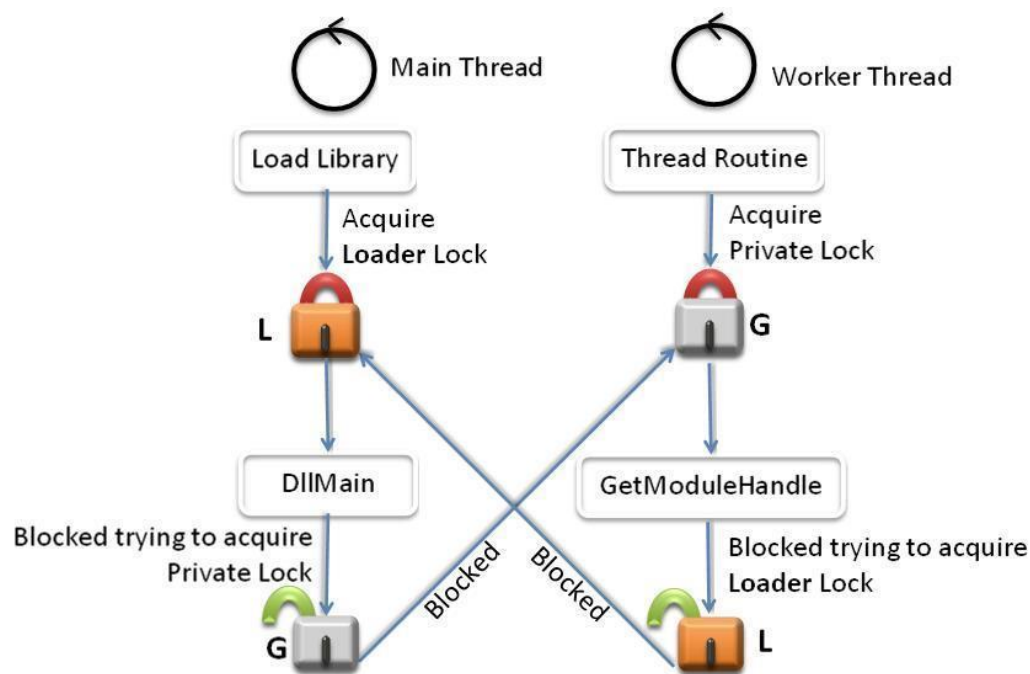 Main Thread
Worker Thread
Load Library
Thread Routine
Acquire
Loader Lock
Acquire
Private Lock
L
G
DllMain
GetModuleHandle
Blocked trying to acquire
Private Lock
Blocked
Blocked
Blocked trying to acquire
Loader Lock
G
L